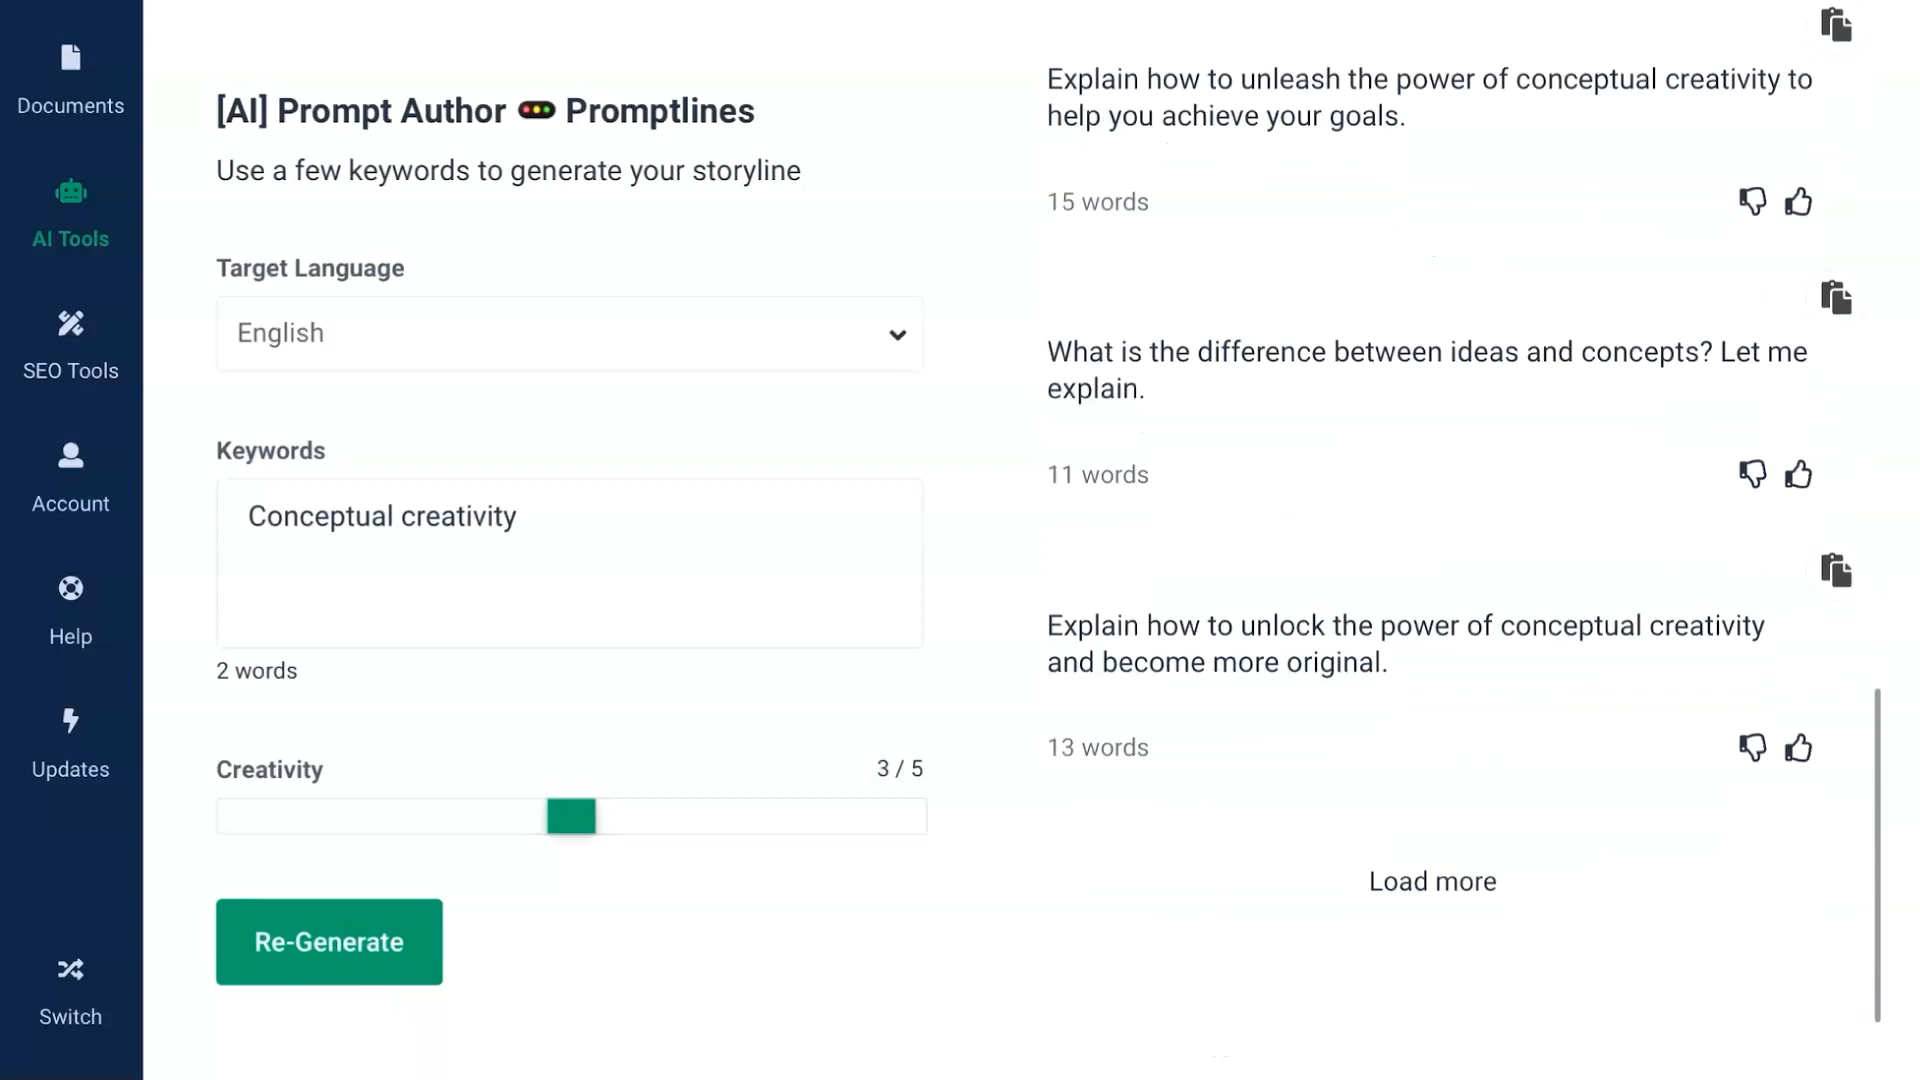 Documents
AI Tools
SEO Tools
Account
Help
Updates
Switch
[AI] Prompt Author 🚥 Promptlines
Use a few keywords to generate your storyline
Target Language
English
Keywords
Conceptual creativity
2 words
Creativity
3 / 5
Re-Generate
Explain how to unleash the power of conceptual creativity to
help you achieve your goals.
15 words
What is the difference between ideas and concepts? Let me
explain.
11 words
Explain how to unlock the power of conceptual creativity
and become more original.
13 words
Load more